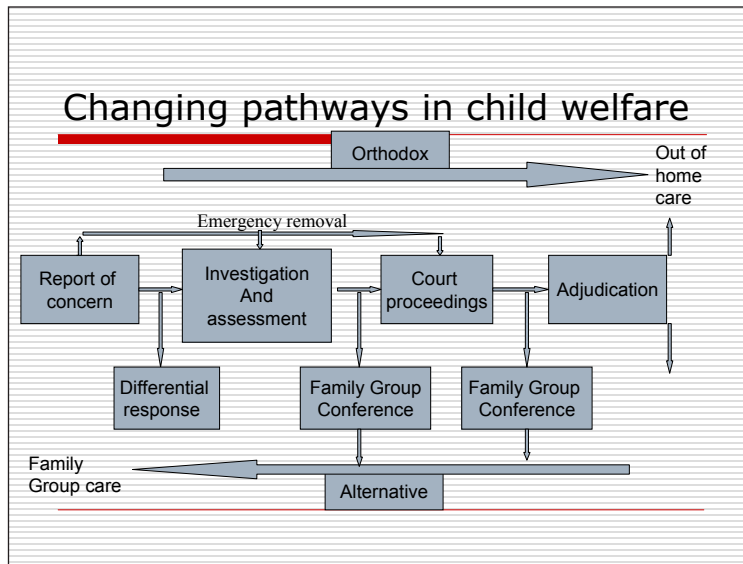 Changing pathways in child welfare
Orthodox
Out of
home
care
Emergency removal
Report of
concern
Investigation
And
assessment
Court
proceedings
Adjudication
Differential
response
Family Group
Conference
Family Group
Conference
Family
Group care
Alternative